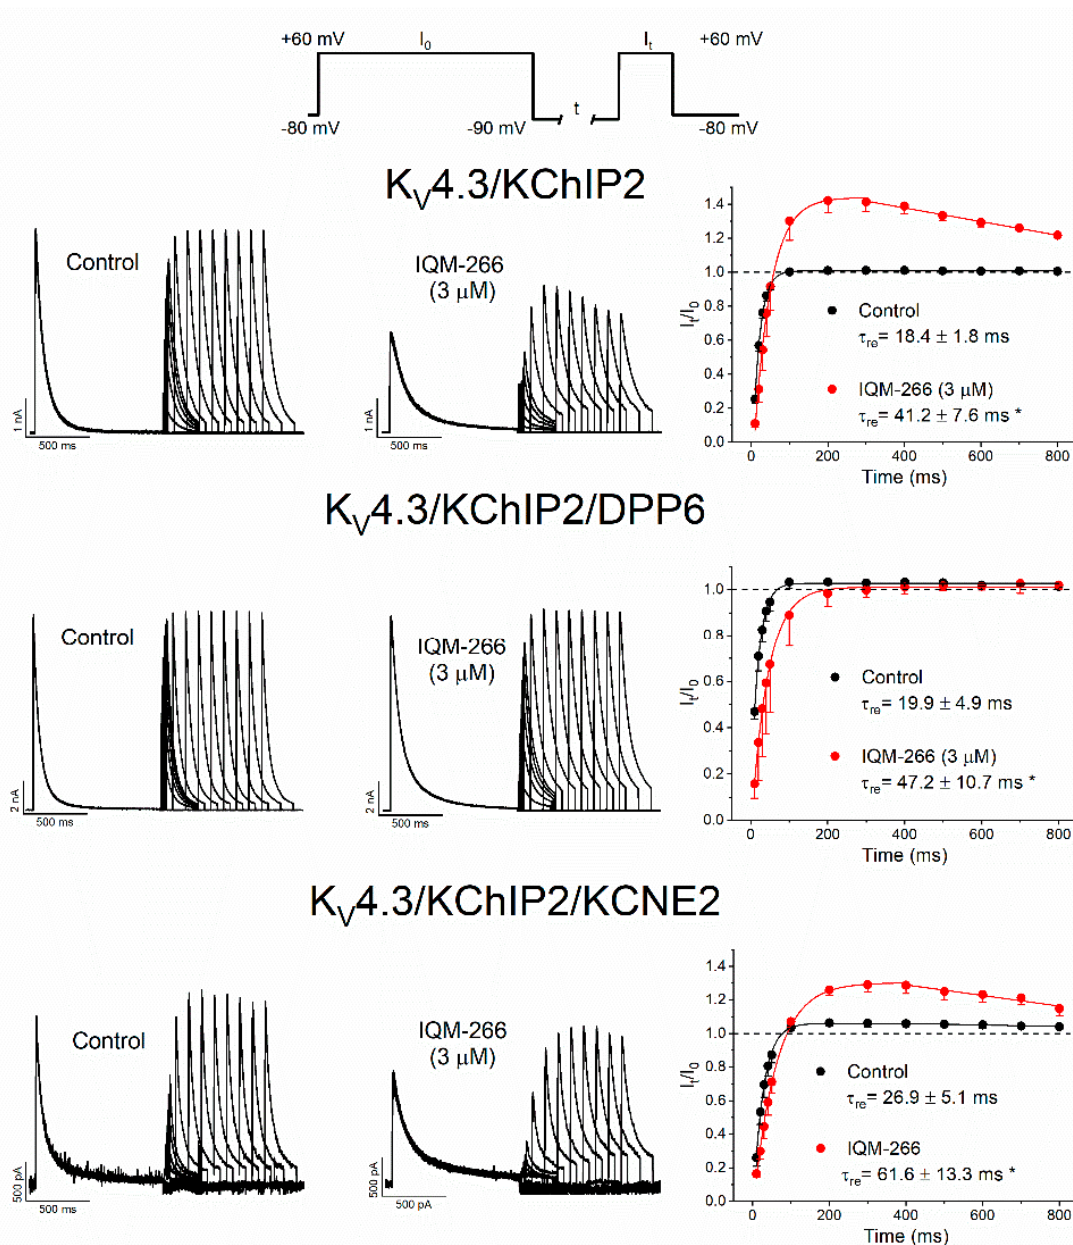 +60 mV I0 It +60 mV
t
-80 mV -90 mV -80 mV
KV4.3/KChIP2
Control
1 nA
500 ms
IQM-266
(3 µM)
1 nA
500 ms
1.4
1.2
1.0
0.8
0.6
0.4
0.2
0.0
It/I0
Control
τre= 18.4 ± 1.8 ms
IQM-266 (3 µM)
τre= 41.2 ± 7.6 ms *
0 200 400 600 800
Time (ms)
KV4.3/KChIP2/DPP6
Control
2 nA
500 ms
IQM-266
(3 µM)
2 nA
500 ms
1.0
0.8
0.6
0.4
0.2
0.0
It/I0
Control
τre= 19.9 ± 4.9 ms
IQM-266 (3 µM)
τre= 47.2 ± 10.7 ms *
0 200 400 600 800
Time (ms)
KV4.3/KChIP2/KCNE2
Control
500 pA
500 ms
IQM-266
(3 µM)
500 pA
500 pA
1.4
1.2
1.0
0.8
0.6
0.4
0.2
0.0
It/I0
Control
τre= 26.9 ± 5.1 ms
IQM-266
τre= 61.6 ± 13.3 ms *
0 200 400 600 800
Time (ms)